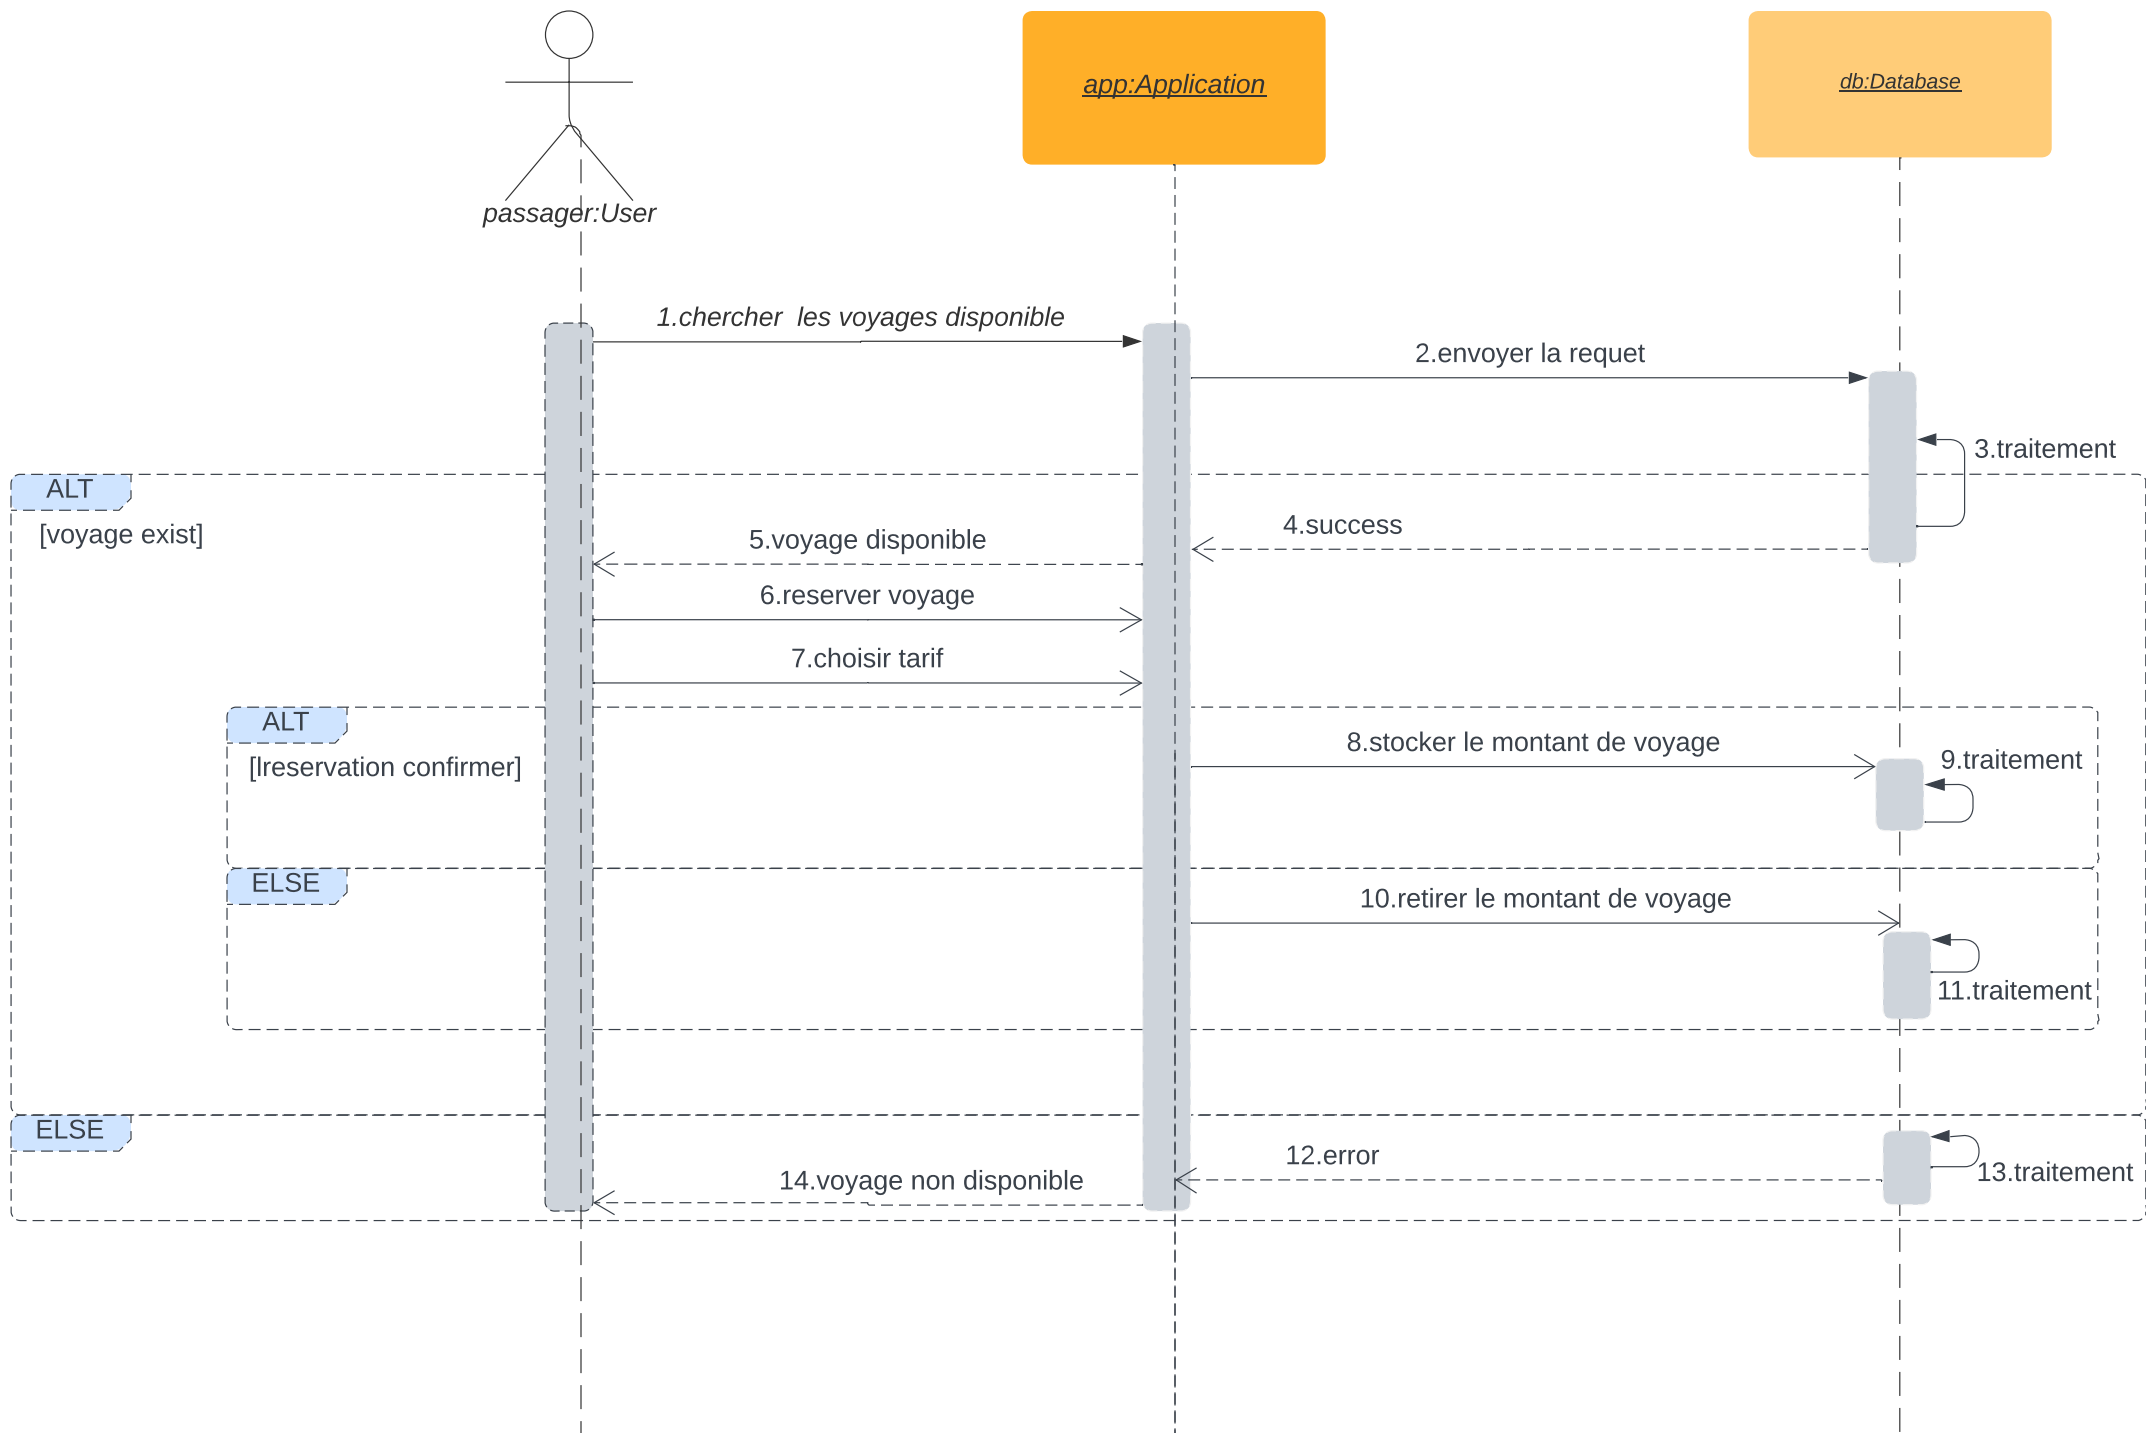 app:Application
db:Database
passager:User
1.chercher  les voyages disponible
2.envoyer la requet
3.traitement
ALT
[voyage exist]
4.success
5.voyage disponible
6.reserver voyage
7.choisir tarif
ALT
[lreservation confirmer]
8.stocker le montant de voyage
9.traitement
ELSE
10.retirer le montant de voyage
11.traitement
ELSE
12.error
13.traitement
14.voyage non disponible